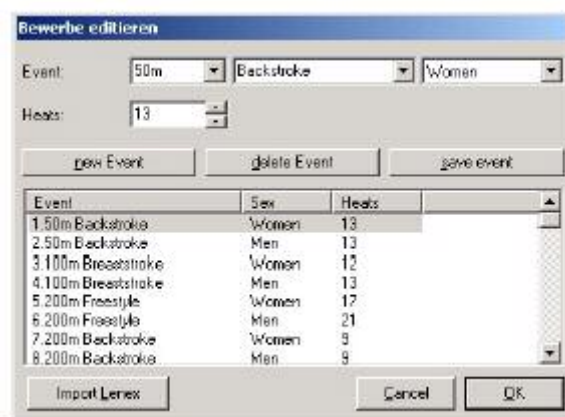 Bewerbe editieren
Event: 50m Backstroke Women
Heats: 13
new Event delete Event save event
Event Sex Heats
1.50m Backstroke Women 13
2.50m Backstroke Men 13
3.100m Breaststroke Women 12
4.100m Breaststroke Men 13
5.200m Freestyle Women 17
6.200m Freestyle Men 21
7.200m Backstroke Women 9
8.200m Backstroke Men 9
Import Lenex Cancel OK